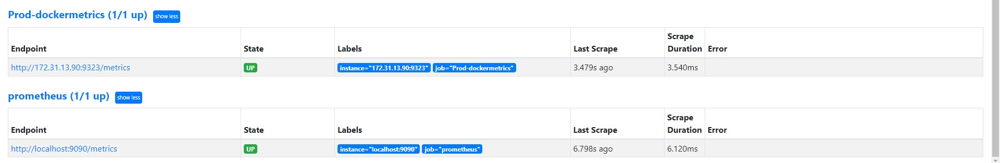 Prod-dockermetrics (1/1 up) show less
Endpoint State Labels Last Scrape Scrape Duration Error
http://172.31.13.90:9323/metrics UP instance="172.31.13.90:9323" job="Prod-dockermetrics" 3.479s ago 3.540ms
prometheus (1/1 up) show less
Endpoint State Labels Last Scrape Scrape Duration Error
http://localhost:9090/metrics UP instance="localhost:9090" job="prometheus" 6.798s ago 6.120ms